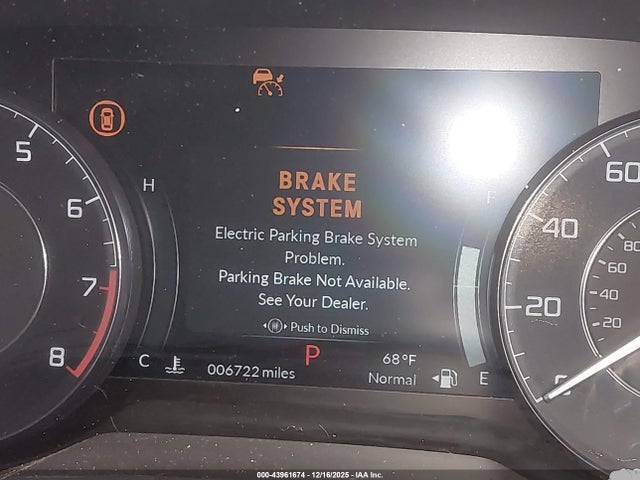 BRAKE
SYSTEM
Electric Parking Brake System
Problem.
Parking Brake Not Available.
See Your Dealer.
Push to Dismiss
H
F
5
6
7
8
C
006722 miles
P
68°F
Normal
E
60
40
20
80
60
40
20
000-43961674 - 12/16/2025 - IAA Inc.